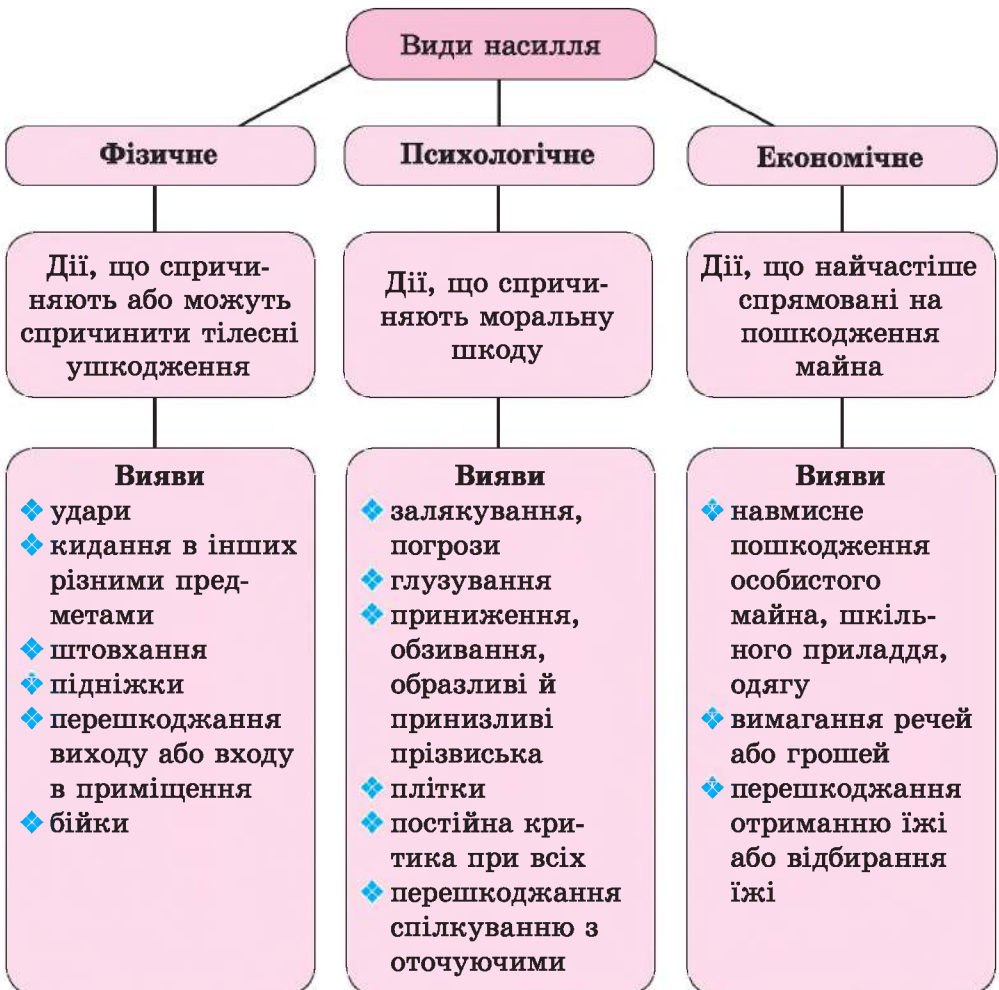 Види насилля
Фізичне
Дії, що спричи-
няють або можуть
спричинити тілесні
ушкодження
Вияви
удари
кидання в інших
різними пред-
метами
штовхання
підніжки
перешкоджання
виходу або входу
в приміщення
бійки
Психологічне
Дії, що спричи-
няють моральну
шкоду
Вияви
залякування,
погрози
глузування
приниження,
обзивання,
образливі й
принизливі
прізвиська
плітки
постійна кри-
тика при всіх
перешкоджання
спілкуванню з
оточуючими
Економічне
Дії, що найчастіше
спрямовані на
пошкодження
майна
Вияви
навмисне
пошкодження
особистого
майна, шкіль-
ного приладдя,
одягу
вимагання речей
або грошей
перешкоджання
отриманню їжі
або відбирання
їжі